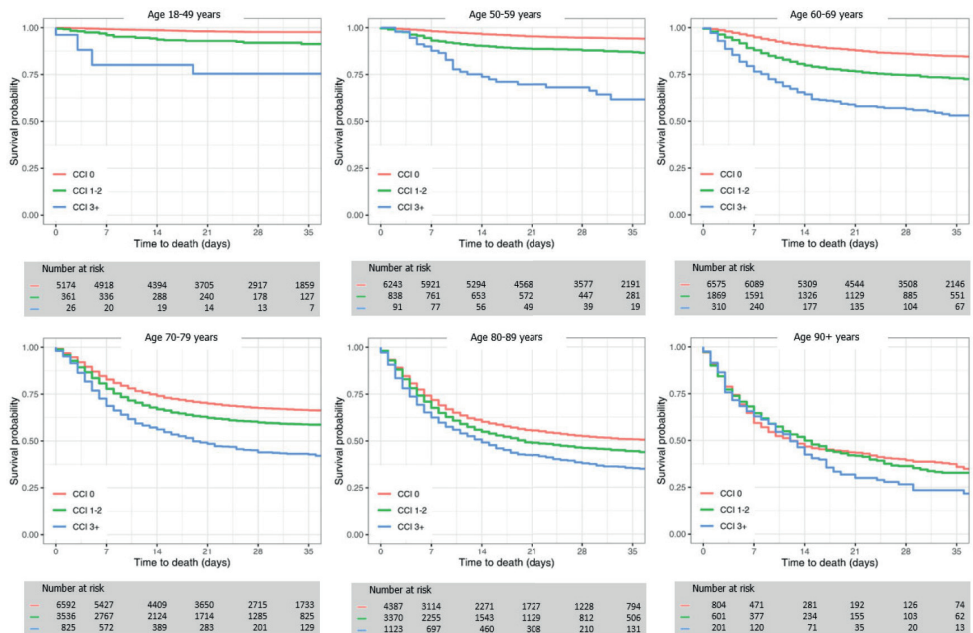 Age 18-49 years
Survival probability
1.00
0.75
0.50
0.25
0.00
CCI 0
CCI 1-2
CCI 3+
0 7 14 21 28 35
Time to death (days)
Number at risk
5174 4918 4394 3705 2917 1859
361 336 288 240 178 127
26 20 19 14 13 7
Age 50-59 years
Survival probability
1.00
0.75
0.50
0.25
0.00
CCI 0
CCI 1-2
CCI 3+
0 7 14 21 28 35
Time to death (days)
Number at risk
6243 5921 5294 4568 3577 2191
838 761 653 572 447 281
91 77 56 49 39 19
Age 60-69 years
Survival probability
1.00
0.75
0.50
0.25
0.00
CCI 0
CCI 1-2
CCI 3+
0 7 14 21 28 35
Time to death (days)
Number at risk
6575 6089 5309 4544 3508 2146
1869 1591 1326 1129 885 551
310 240 177 135 104 67
Age 70-79 years
Survival probability
1.00
0.75
0.50
0.25
0.00
CCI 0
CCI 1-2
CCI 3+
0 7 14 21 28 35
Time to death (days)
Number at risk
6592 5427 4409 3650 2715 1733
3536 2767 2124 1714 1285 825
825 572 389 283 201 129
Age 80-89 years
Survival probability
1.00
0.75
0.50
0.25
0.00
CCI 0
CCI 1-2
CCI 3+
0 7 14 21 28 35
Time to death (days)
Number at risk
4387 3114 2271 1727 1228 794
3370 2255 1543 1129 812 506
1123 697 460 308 210 131
Age 90+ years
Survival probability
1.00
0.75
0.50
0.25
0.00
CCI 0
CCI 1-2
CCI 3+
0 7 14 21 28 35
Time to death (days)
Number at risk
804 471 281 192 126 74
601 377 234 155 103 62
201 120 71 35 20 13